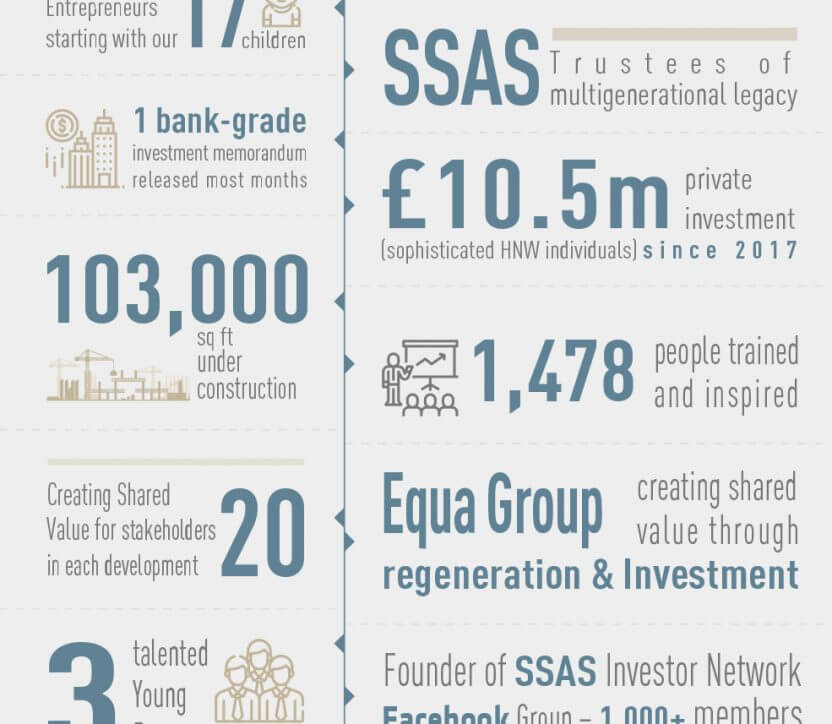 Entrepreneurs
starting with our 17 children
1 bank-grade
investment memorandum
released most months
103,000
sq ft
under
construction
Creating Shared
Value for stakeholders
in each development
20
3 talented
Young
SSAS Trustees of
multigenerational legacy
£10.5m private
investment
(sophisticated HNW individuals) since 2017
1,478 people trained
and inspired
Equa Group creating shared
value through
regeneration & Investment
Founder of SSAS Investor Network
Facebook Group – 1,000+ members